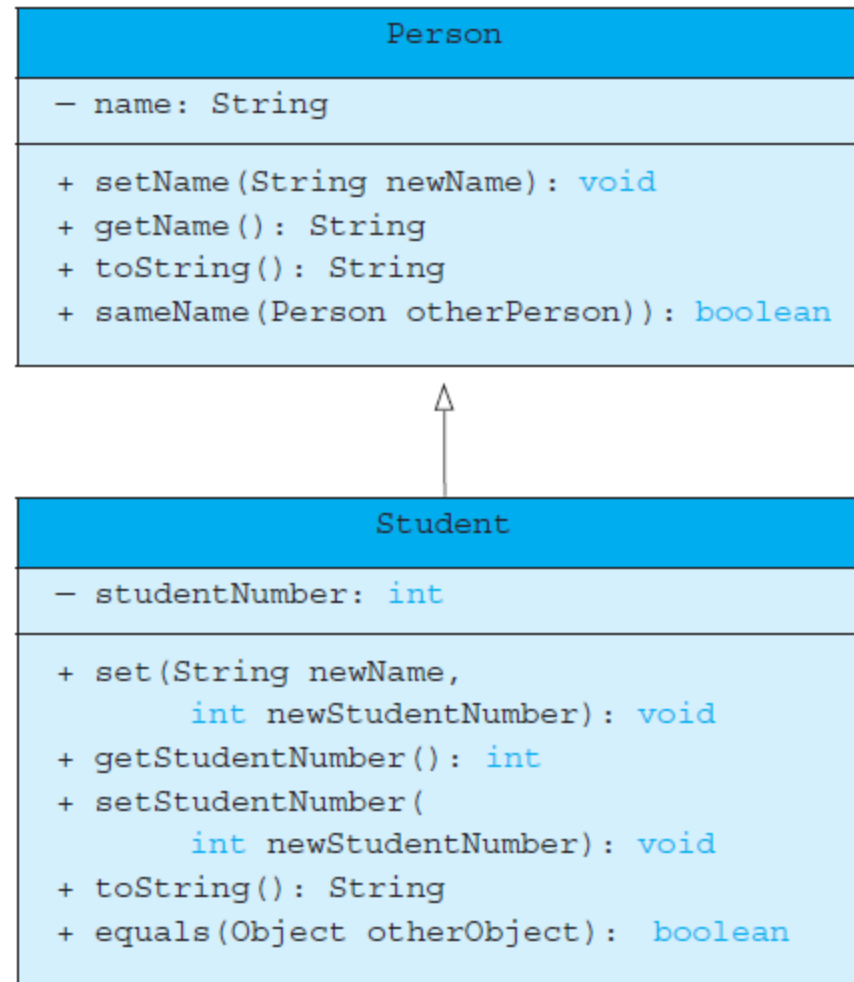 Person
– name: String
+ setName(String newName): void
+ getName(): String
+ toString(): String
+ sameName(Person otherPerson)): boolean
Student
– studentNumber: int
+ set(String newName,
int newStudentNumber): void
+ getStudentNumber(): int
+ setStudentNumber(
int newStudentNumber): void
+ toString(): String
+ equals(Object otherObject): boolean